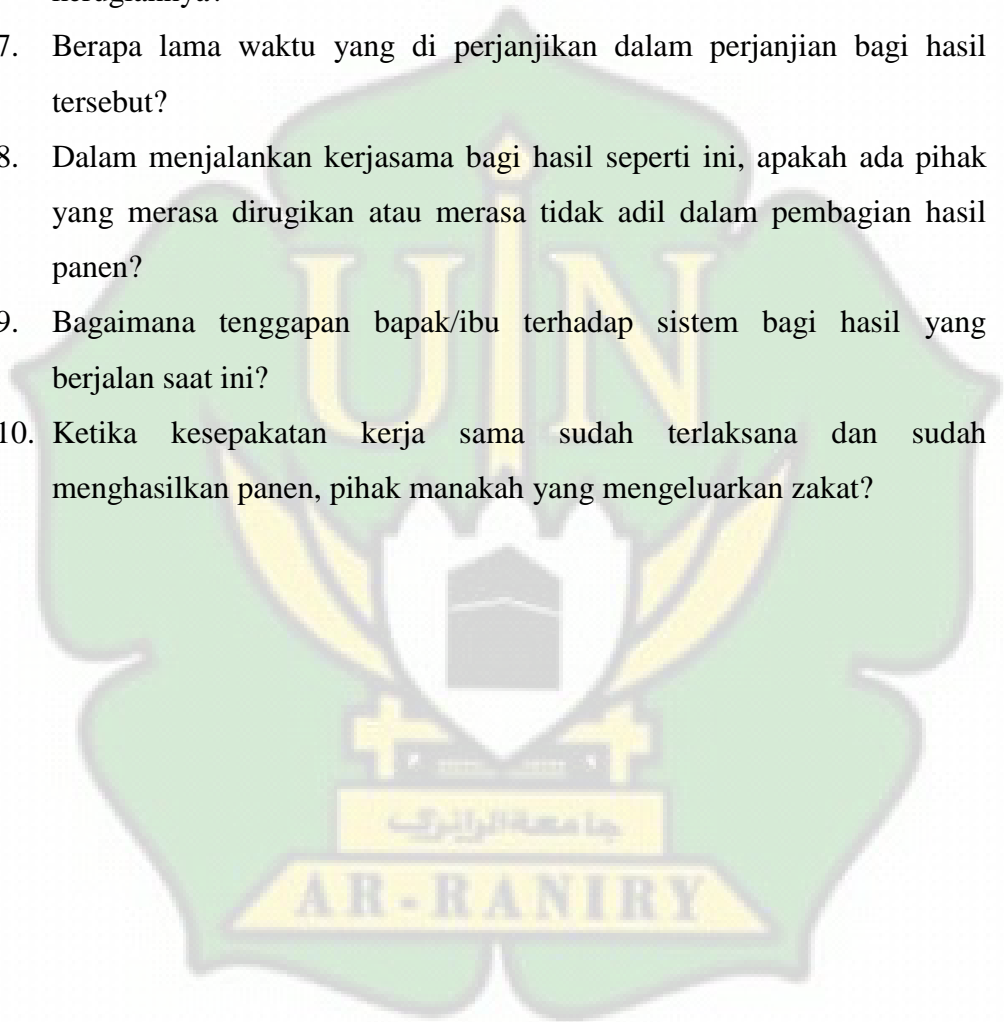 7. Berapa lama waktu yang di perjanjikan dalam perjanjian bagi hasil
tersebut?
8. Dalam menjalankan kerjasama bagi hasil seperti ini, apakah ada pihak
yang merasa dirugikan atau merasa tidak adil dalam pembagian hasil
panen?
9. Bagaimana tenggapan bapak/ibu terhadap sistem bagi hasil yang
berjalan saat ini?
10. Ketika kesepakatan kerja sama sudah terlaksana dan sudah
menghasilkan panen, pihak manakah yang mengeluarkan zakat?
UIN
جامعة الرانري
AR-RANIRY